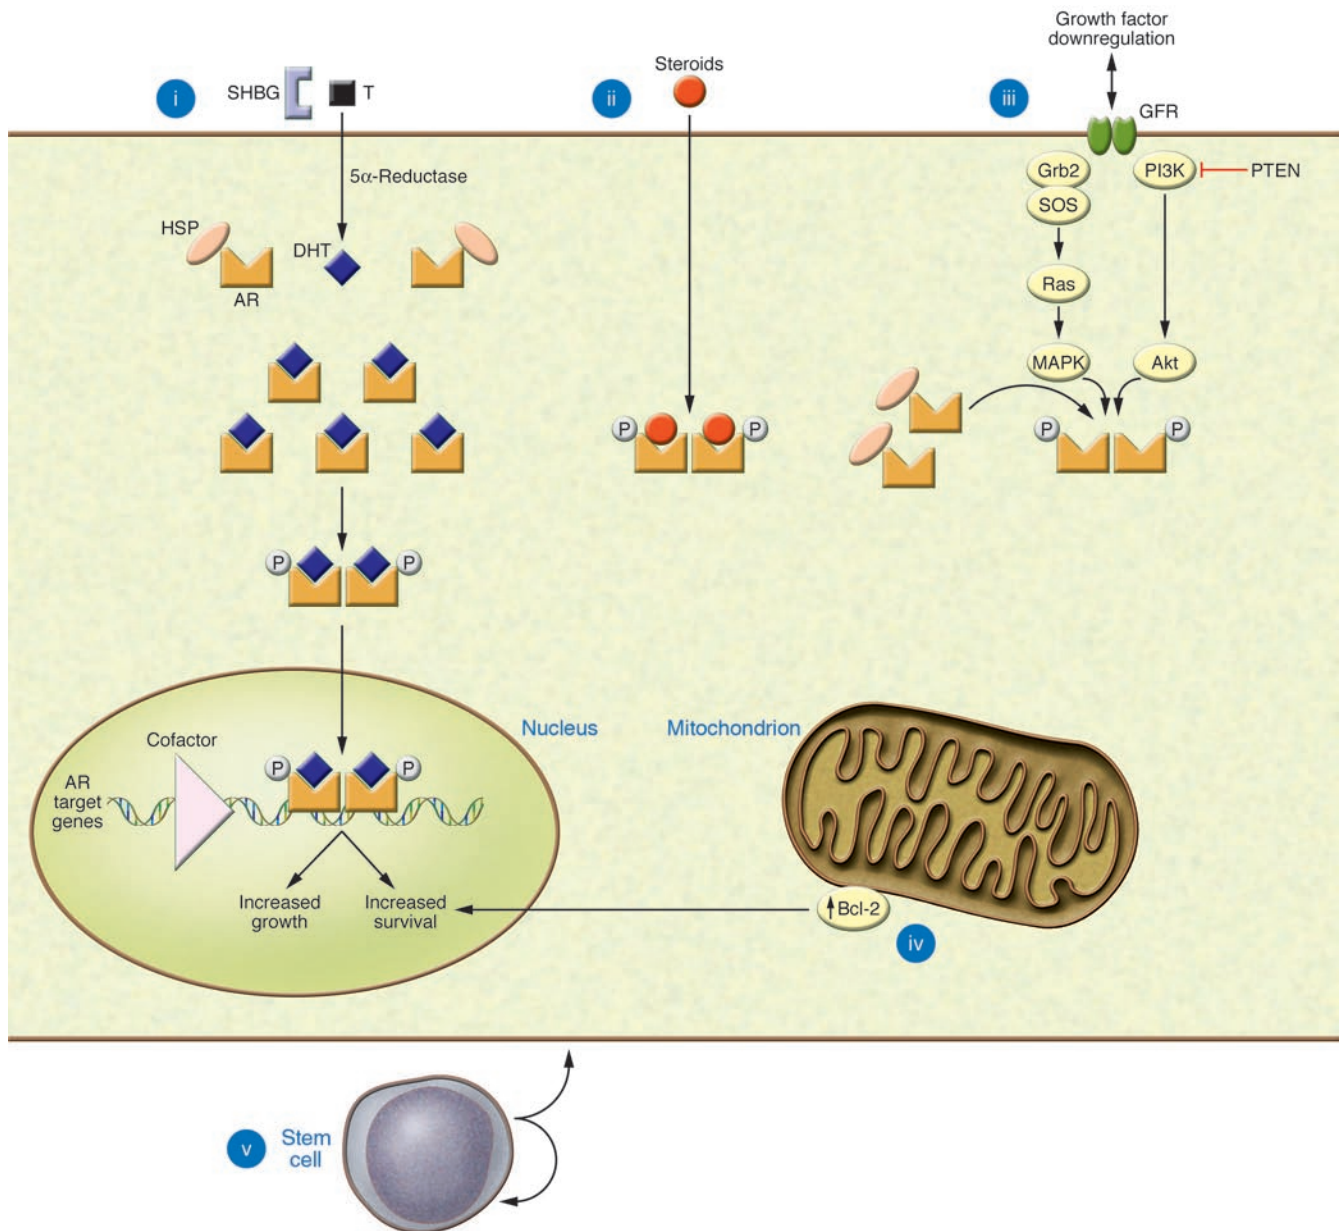 Growth factor
downregulation
i
SHBG
T
ii
Steroids
iii
GFR
5α-Reductase
Grb2
PI3K
PTEN
SOS
HSP
DHT
AR
Ras
MAPK
Akt
P
P
P
P
P
P
Nucleus
Mitochondrion
Cofactor
P
P
AR
target
genes
Increased
growth
Increased
survival
Bcl-2
iv
v
Stem
cell